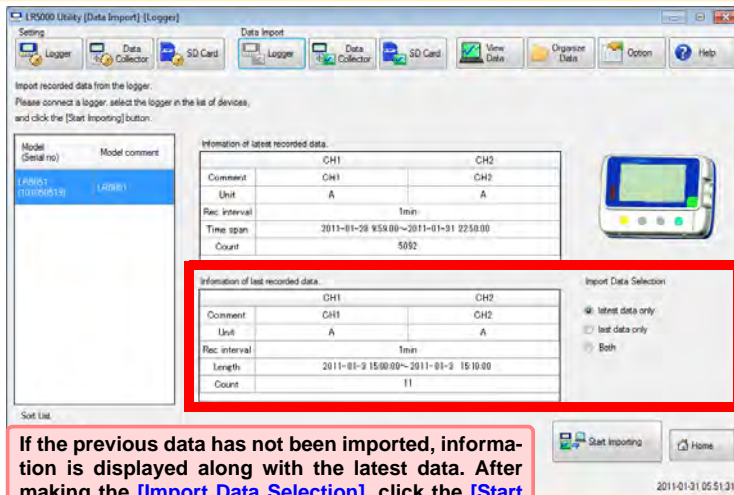 LR5000 Utility [Data Import] [Logger]
Setting Data Import
Logger Data Collector SD Card Logger Data Collector SD Card View Data Organize Data Option Help
Import recorded data from the logger.
Please connect a logger, select the logger in the list of devices,
and click the [Start Importing] button.
Model (Serial no) Model comment
LR5051 LR5051
Infomation of latest recorded data.
CH1 CH2
Comment CH1 CH2
Unit A A
Rec interval 1min
Time span 2011-01-28 9:59:00~2011-01-31 22:50:00
Count 5092
Infomation of last recorded data.
CH1 CH2
Comment CH1 CH2
Unit A A
Rec interval 1min
Length 2011-01-3 15:00:00~2011-01-3 15:10:00
Count 11
Import Data Selection
latest data only
last data only
Both
Sort List
If the previous data has not been imported, informa-
tion is displayed along with the latest data. After
making the [Import Data Selection], click the [Start
Start Importing Home
2011-01-31 05:51:31